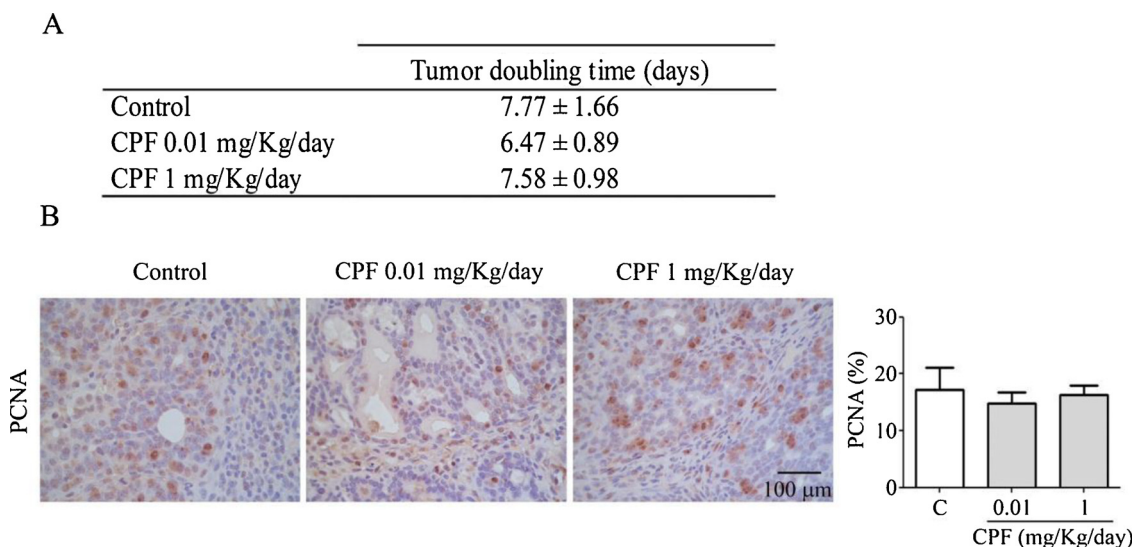 A
Tumor doubling time (days)
Control 7.77 ± 1.66
CPF 0.01 mg/Kg/day 6.47 ± 0.89
CPF 1 mg/Kg/day 7.58 ± 0.98
B
Control CPF 0.01 mg/Kg/day CPF 1 mg/Kg/day
PCNA
100 μm
PCNA (%)
30
20
10
0
C 0.01 1
CPF (mg/Kg/day)